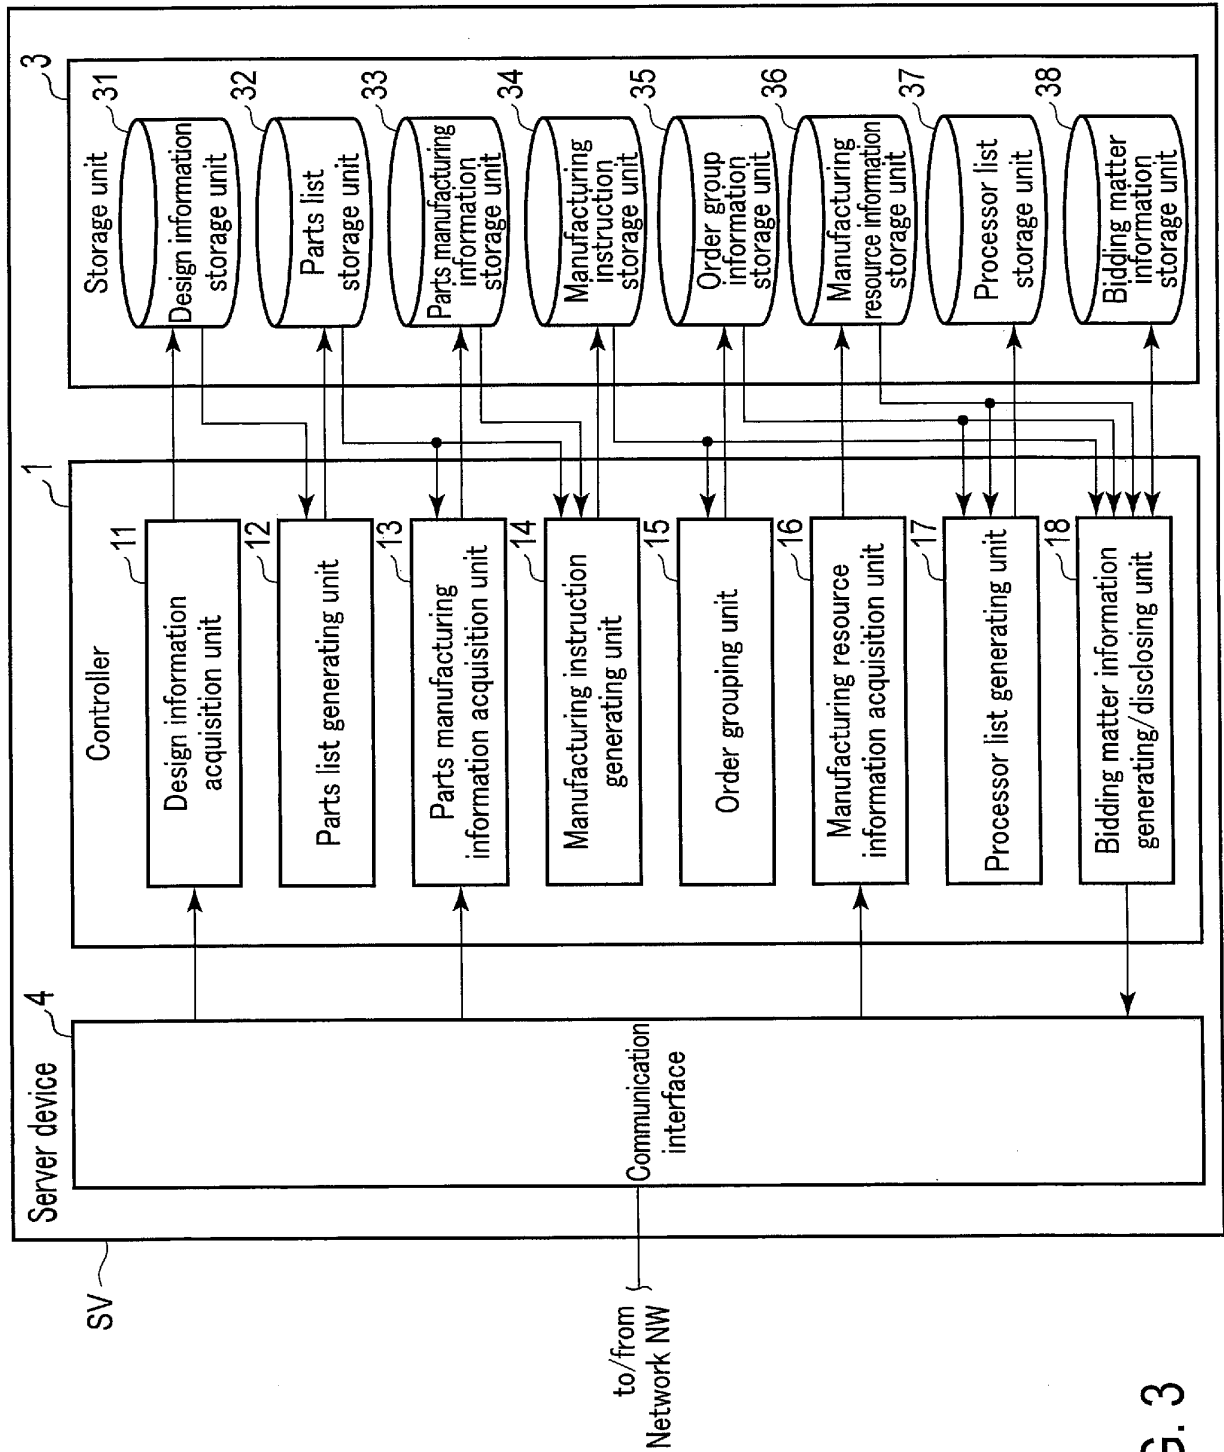 Server device
SV
to/from
Network NW
4
Communication
interface
1
Controller
11
Design information
acquisition unit
12
Parts list generating unit
13
Parts manufacturing
information acquisition unit
14
Manufacturing instruction
generating unit
15
Order grouping unit
16
Manufacturing resource
information acquisition unit
17
Processor list generating unit
18
Bidding matter information
generating/disclosing unit
3
Storage unit
31
Design information
storage unit
32
Parts list
storage unit
33
Parts manufacturing
information
storage unit
34
Manufacturing
instruction
storage unit
35
Order group
information
storage unit
36
Manufacturing
resource information
storage unit
37
Processor list
storage unit
38
Bidding matter
information
storage unit
G. 3